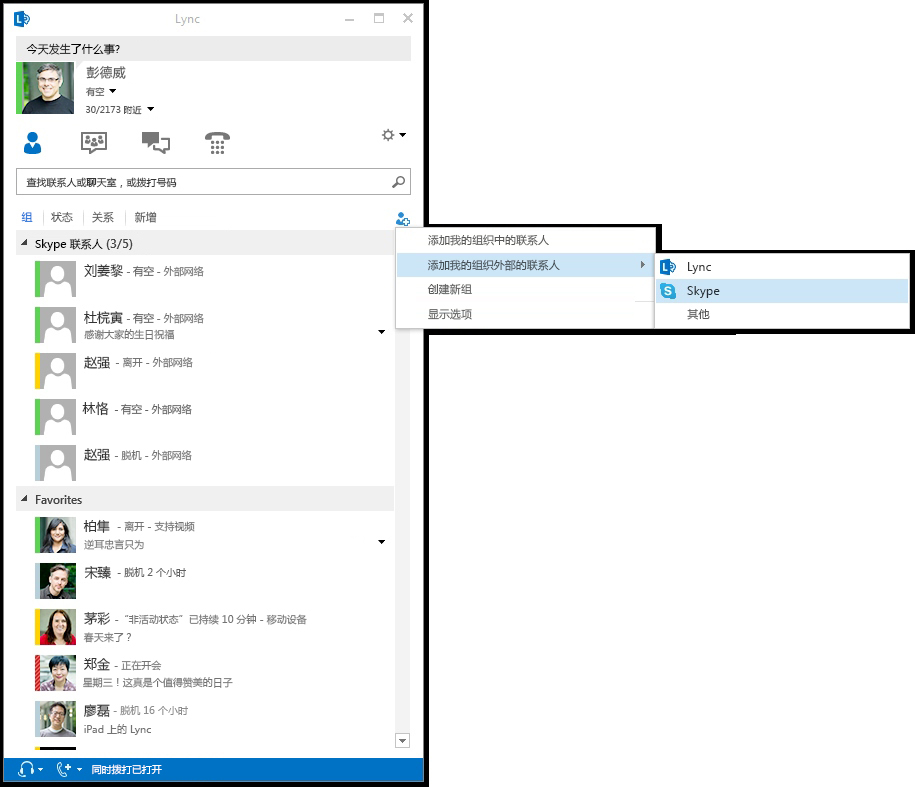 Lync
今天发生了什么事?
彭德威
有空
30/2173 附近
查找联系人或聊天室，或拨打号码
组 状态 关系 新增
Skype 联系人 (3/5)
刘姜黎 - 有空 - 外部网络
杜梡寅 - 有空 - 外部网络
感谢大家的生日祝福
赵强 - 离开 - 外部网络
林恪 - 有空 - 外部网络
赵强 - 脱机 - 外部网络
添加我的组织中的联系人
添加我的组织外部的联系人
创建新组
显示选项
Lync
Skype
其他
Favorites
柏隼 - 离开 - 支持视频
逆耳忠言只为
宋臻 - 脱机 2 个小时
茅彩 - “非活动状态”已持续 10 分钟 - 移动设备
春天来了？
郑金 - 正在开会
星期三！这真是个值得赞美的日子
廖磊 - 脱机 16 个小时
iPad 上的 Lync
同时拨打已打开